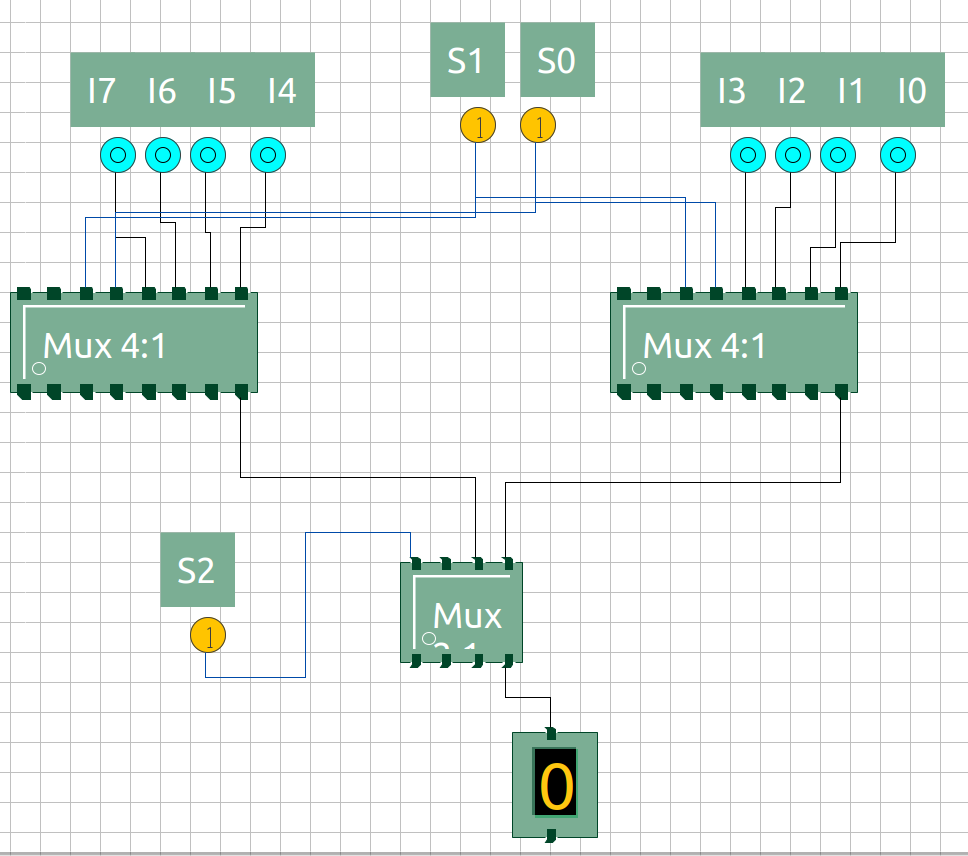 S1 S0
I7 I6 I5 I4
I3 I2 I1 I0
1 1
Mux 4:1
Mux 4:1
S2
Mux
1
0